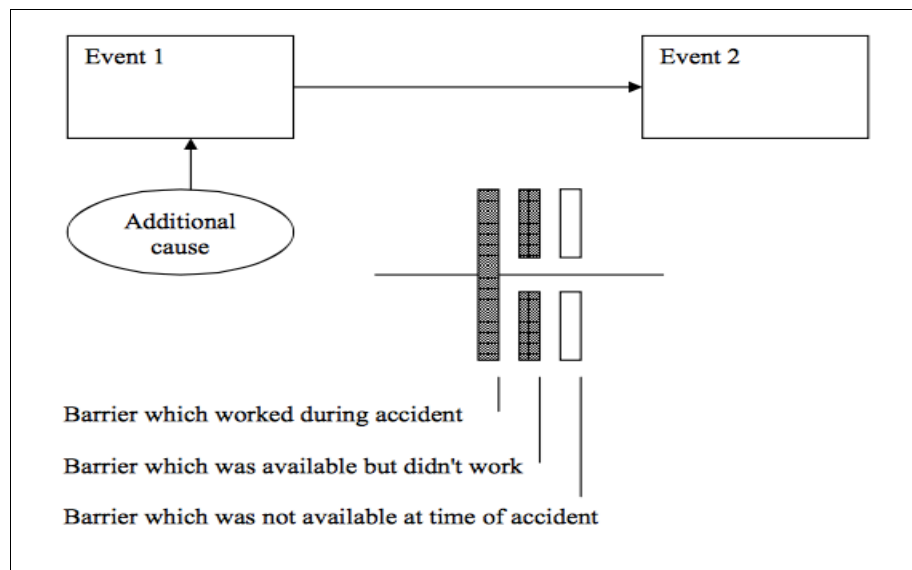 Event 1
Event 2
Additional
cause
Barrier which worked during accident
Barrier which was available but didn't work
Barrier which was not available at time of accident